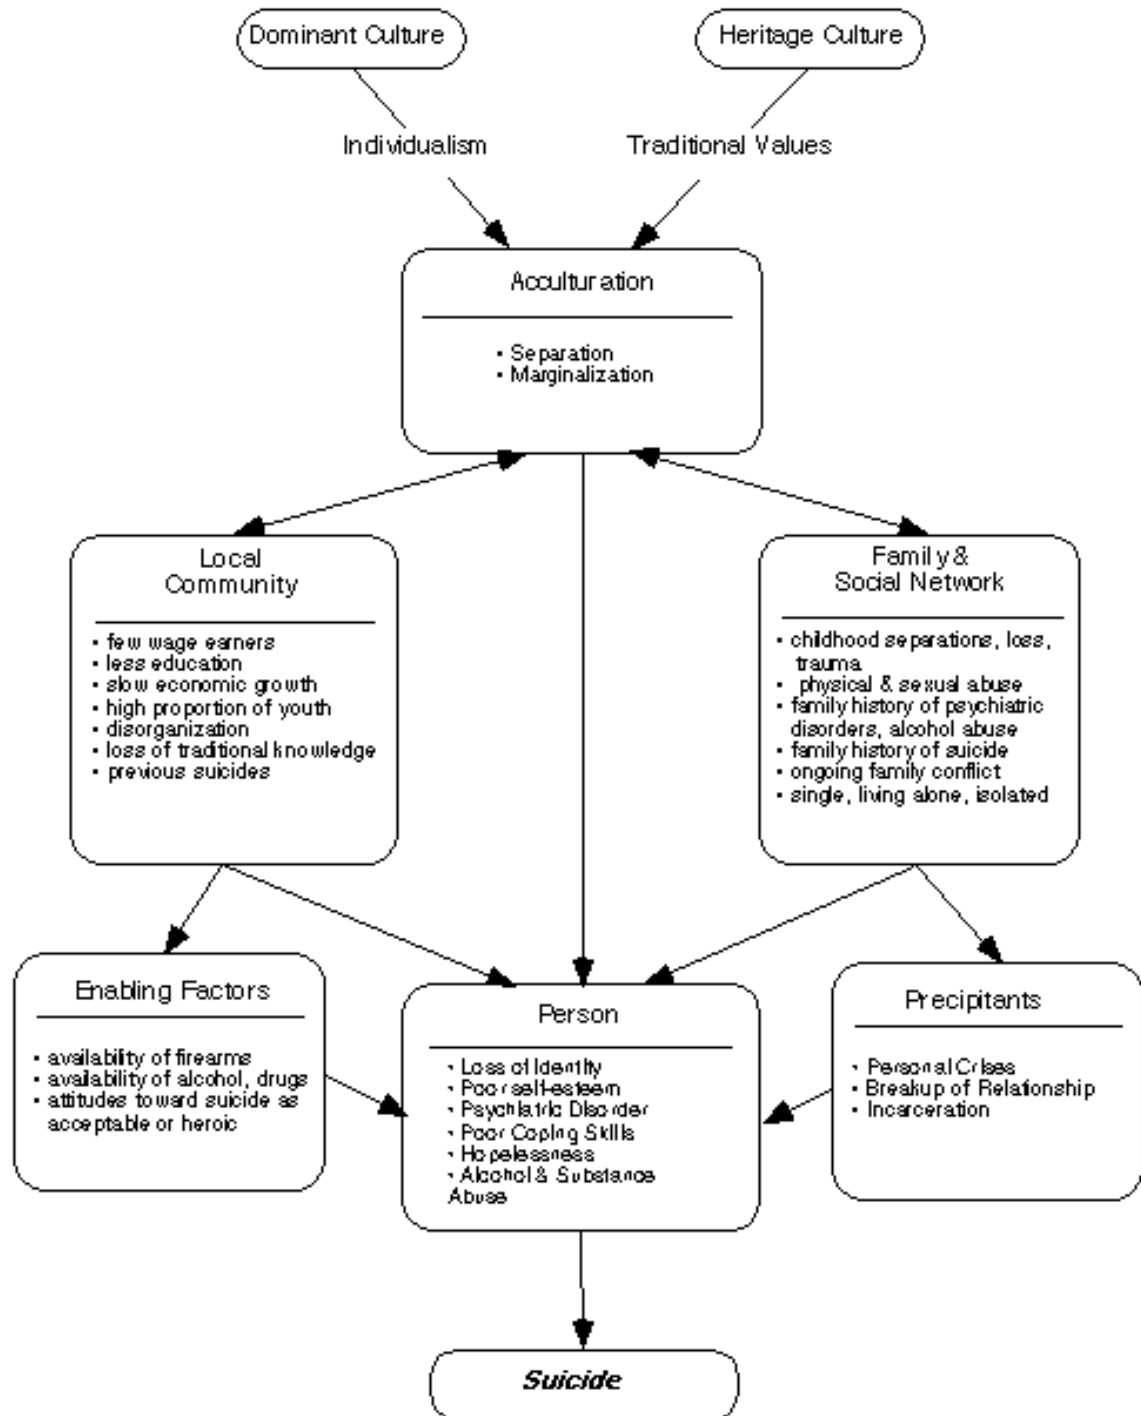 Dominant Culture
Heritage Culture
Individualism
Traditional Values
Acculturation
• Separation
• Marginalization
Local
Community
• few wage earners
• less education
• slow economic growth
• high proportion of youth
• disorganization
• loss of traditional knowledge
• previous suicides
Family &
Social Network
• childhood separations, loss,
trauma
• physical & sexual abuse
• family history of psychiatric
disorders, alcohol abuse
• family history of suicide
• ongoing family conflict
• single, living alone, isolated
Enabling Factors
• availability of firearms
• availability of alcohol, drugs
• attitudes toward suicide as
acceptable or heroic
Person
• Loss of Identity
• Poor self-esteem
• Psychiatric Disorder
• Poor Coping Skills
• Hopelessness
• Alcohol & Substance
Abuse
Precipitants
• Personal Crises
• Breakup of Relationship
• Incarceration
Suicide